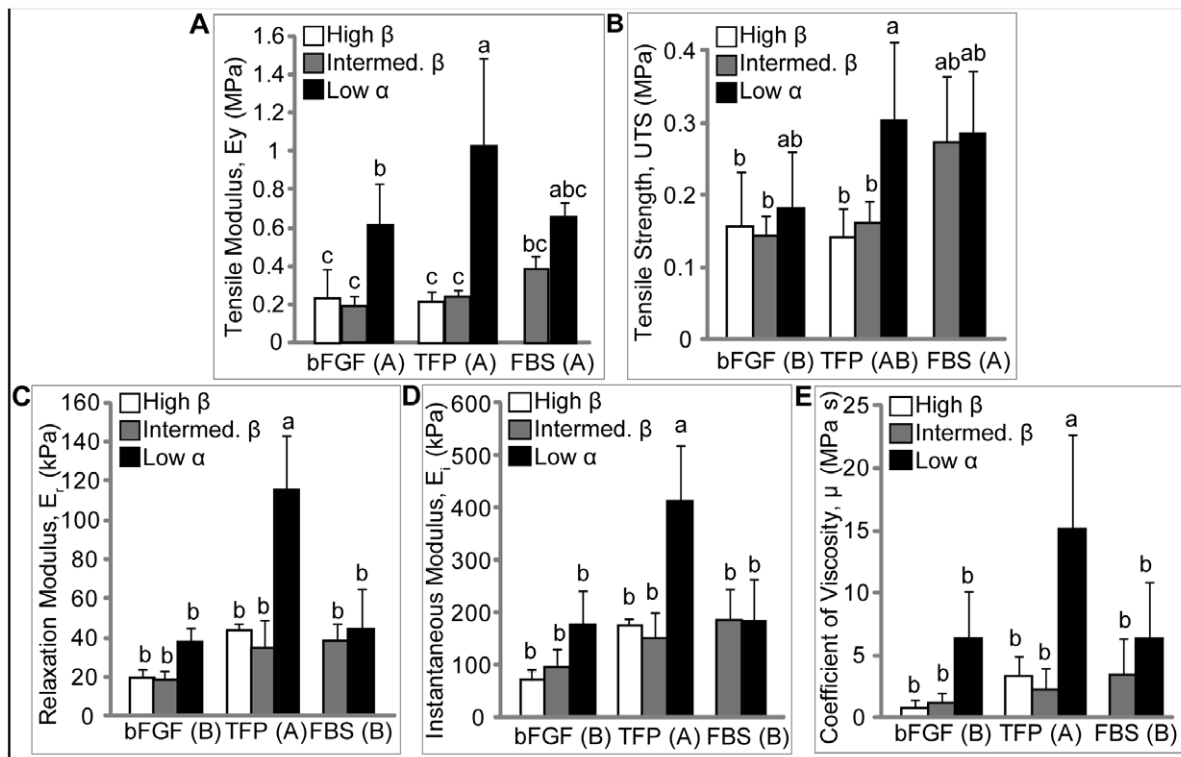 A
Tensile Modulus, Ey (MPa)
1.6
1.4
1.2
1
0.8
0.6
0.4
0.2
0
High β
Intermed. β
Low α
c
c
b
c
c
a
bc
abc
bFGF (A)
TFP (A)
FBS (A)
B
Tensile Strength, UTS (MPa)
0.4
0.3
0.2
0.1
0
High β
Intermed. β
Low α
b
b
ab
b
b
a
ab
ab
bFGF (B)
TFP (AB)
FBS (A)
C
Relaxation Modulus, Er (kPa)
160
140
120
100
80
60
40
20
0
High β
Intermed. β
Low α
b
b
b
b
b
a
b
b
bFGF (B)
TFP (A)
FBS (B)
D
Instantaneous Modulus, Ei (kPa)
600
500
400
300
200
100
0
High β
Intermed. β
Low α
b
b
b
b
b
a
b
b
bFGF (B)
TFP (A)
FBS (B)
E
Coefficient of Viscosity, μ (MPa s)
25
20
15
10
5
0
High β
Intermed. β
Low α
b
b
b
b
b
a
b
b
bFGF (B)
TFP (A)
FBS (B)